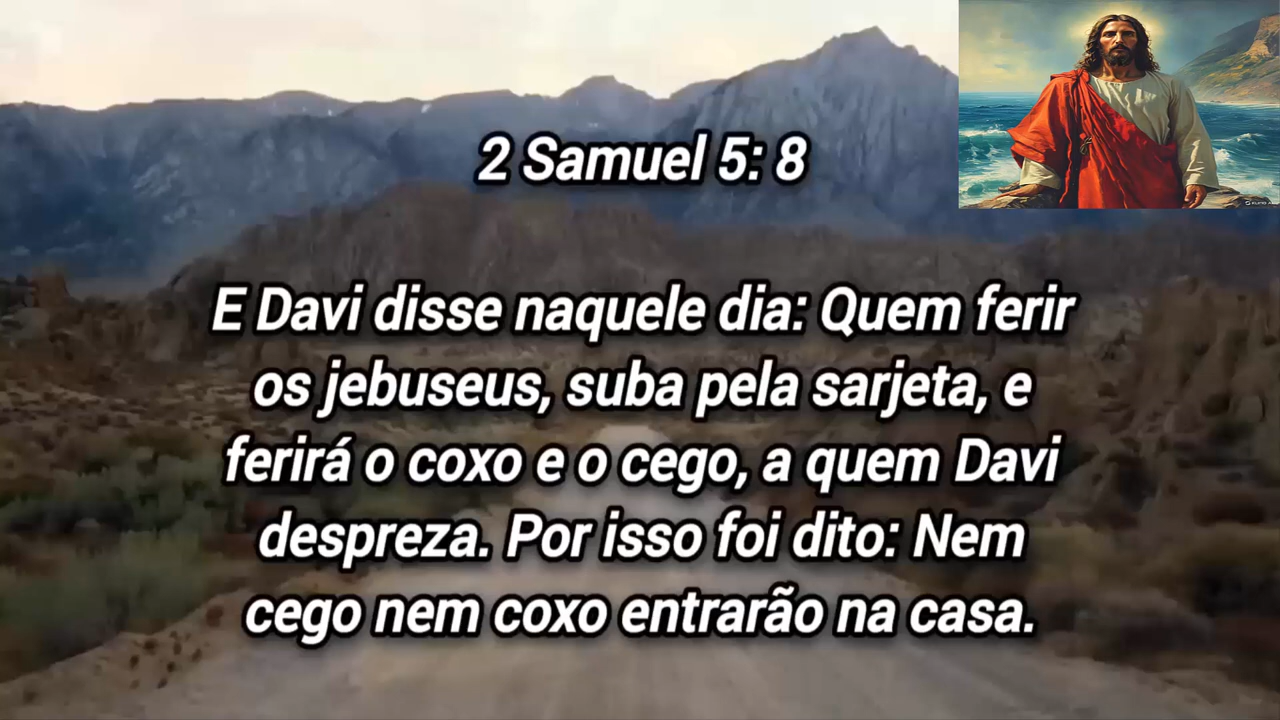 2 Samuel 5: 8
E Davi disse naquele dia: Quem ferir
os jebuseus, suba pela sarjeta, e
ferirá o coxo e o cego, a quem Davi
despreza. Por isso foi dito: Nem
cego nem coxo entrarão na casa.